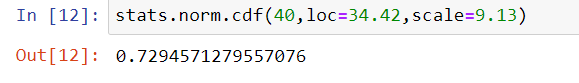 In [12]: stats.norm.cdf(40,loc=34.42,scale=9.13)
Out[12]: 0.7294571279557076